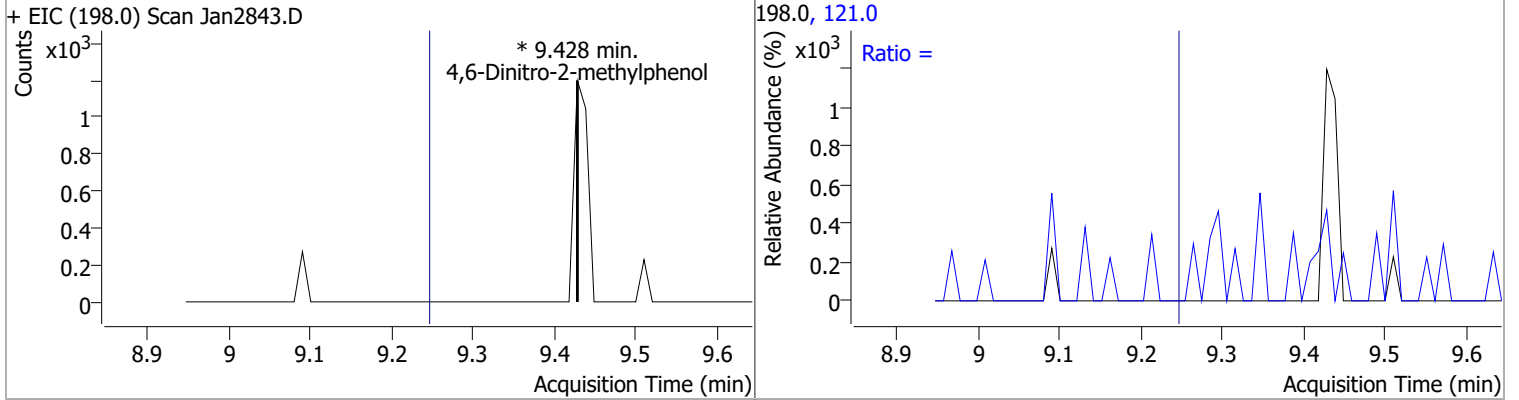 + EIC (198.0) Scan Jan2843.D
Counts
x10³
* 9.428 min.
4,6-Dinitro-2-methylphenol
1
0.8
0.6
0.4
0.2
0
8.9 9 9.1 9.2 9.3 9.4 9.5 9.6
Acquisition Time (min)
198.0, 121.0
Relative Abundance (%)
x10³
Ratio =
1
0.8
0.6
0.4
0.2
0
8.9 9 9.1 9.2 9.3 9.4 9.5 9.6
Acquisition Time (min)